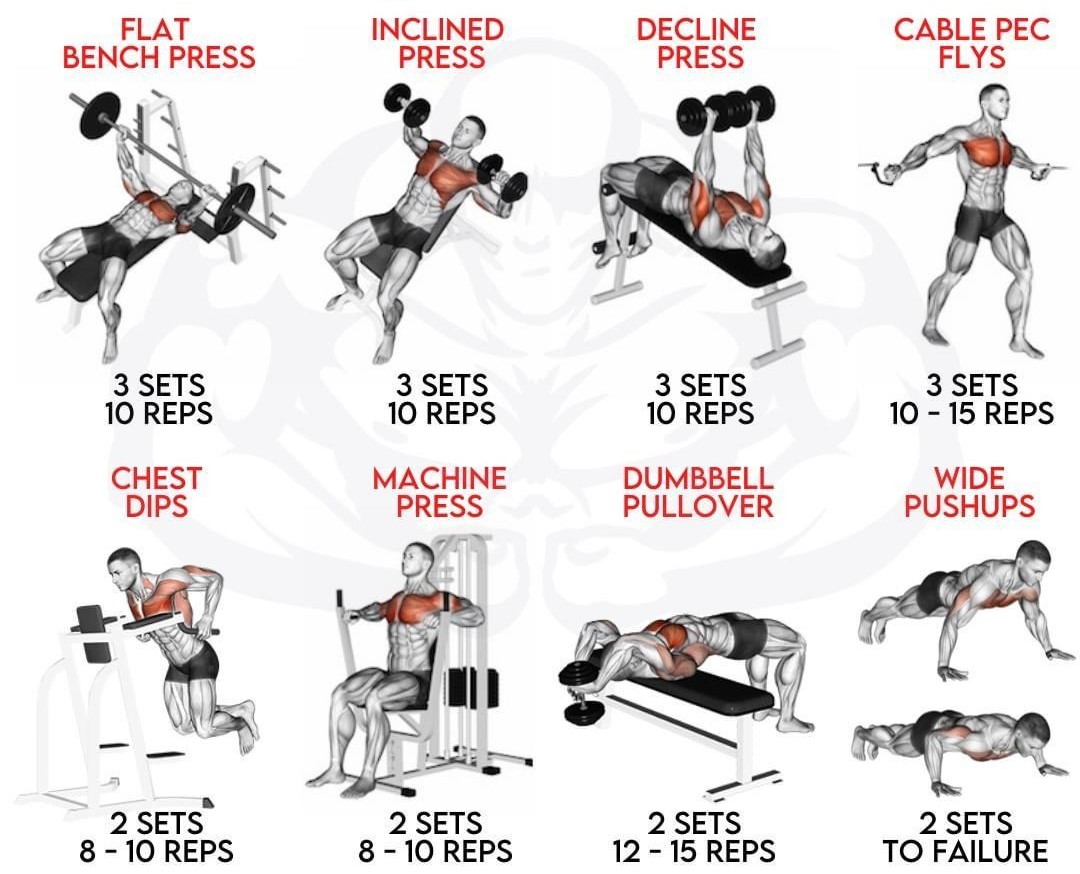 FLAT
BENCH PRESS
INCLINED
PRESS
DECLINE
PRESS
CABLE PEC
FLYS
3 SETS
10 REPS
3 SETS
10 REPS
3 SETS
10 REPS
3 SETS
10 - 15 REPS
CHEST
DIPS
MACHINE
PRESS
DUMBBELL
PULLOVER
WIDE
PUSHUPS
2 SETS
8 - 10 REPS
2 SETS
8 - 10 REPS
2 SETS
12 - 15 REPS
2 SETS
TO FAILURE